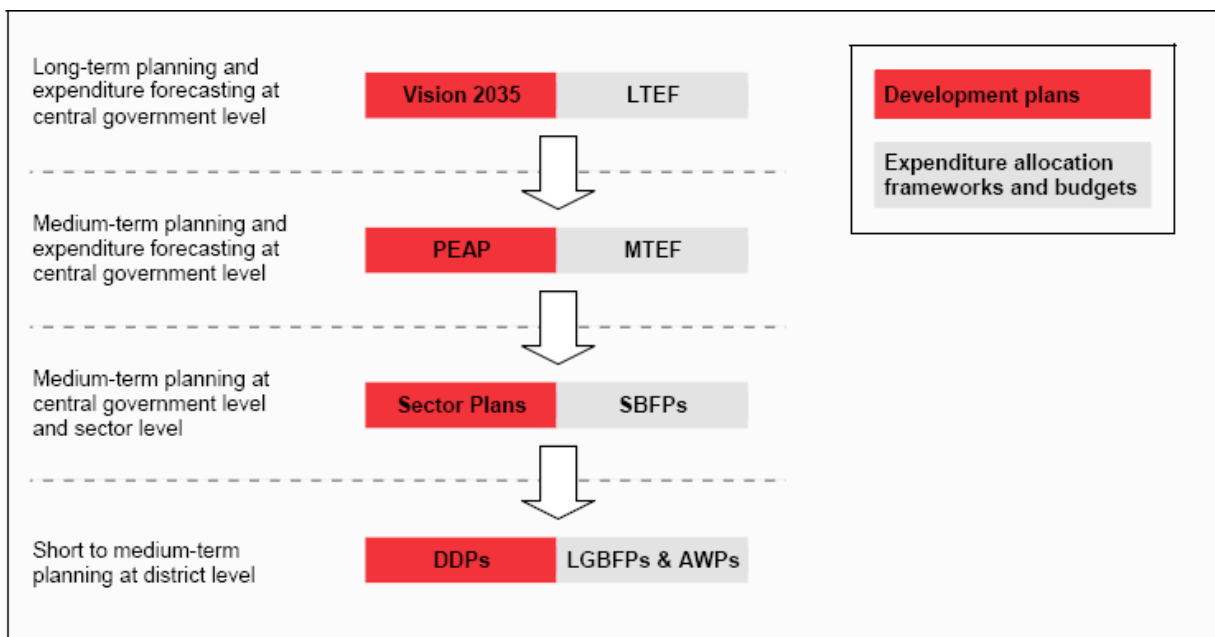 Long-term planning and
expenditure forecasting at
central government level
Vision 2035
LTEF
Development plans
Expenditure allocation
frameworks and budgets
Medium-term planning and
expenditure forecasting at
central government level
PEAP
MTEF
Medium-term planning at
central government level
and sector level
Sector Plans
SBFPs
Short to medium-term
planning at district level
DDPs
LGBFPs & AWPs